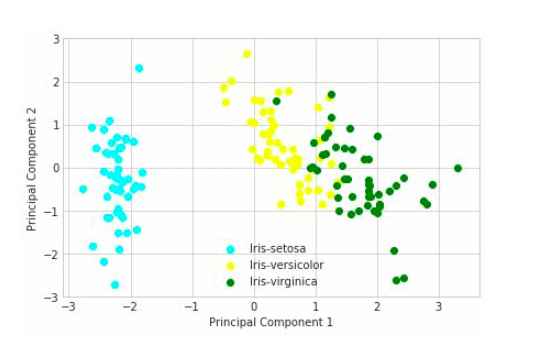 3
2
1
0
−1
−2
−3
Principal Component 2
Iris-setosa
Iris-versicolor
Iris-virginica
−3
−2
−1
0
1
2
3
Principal Component 1